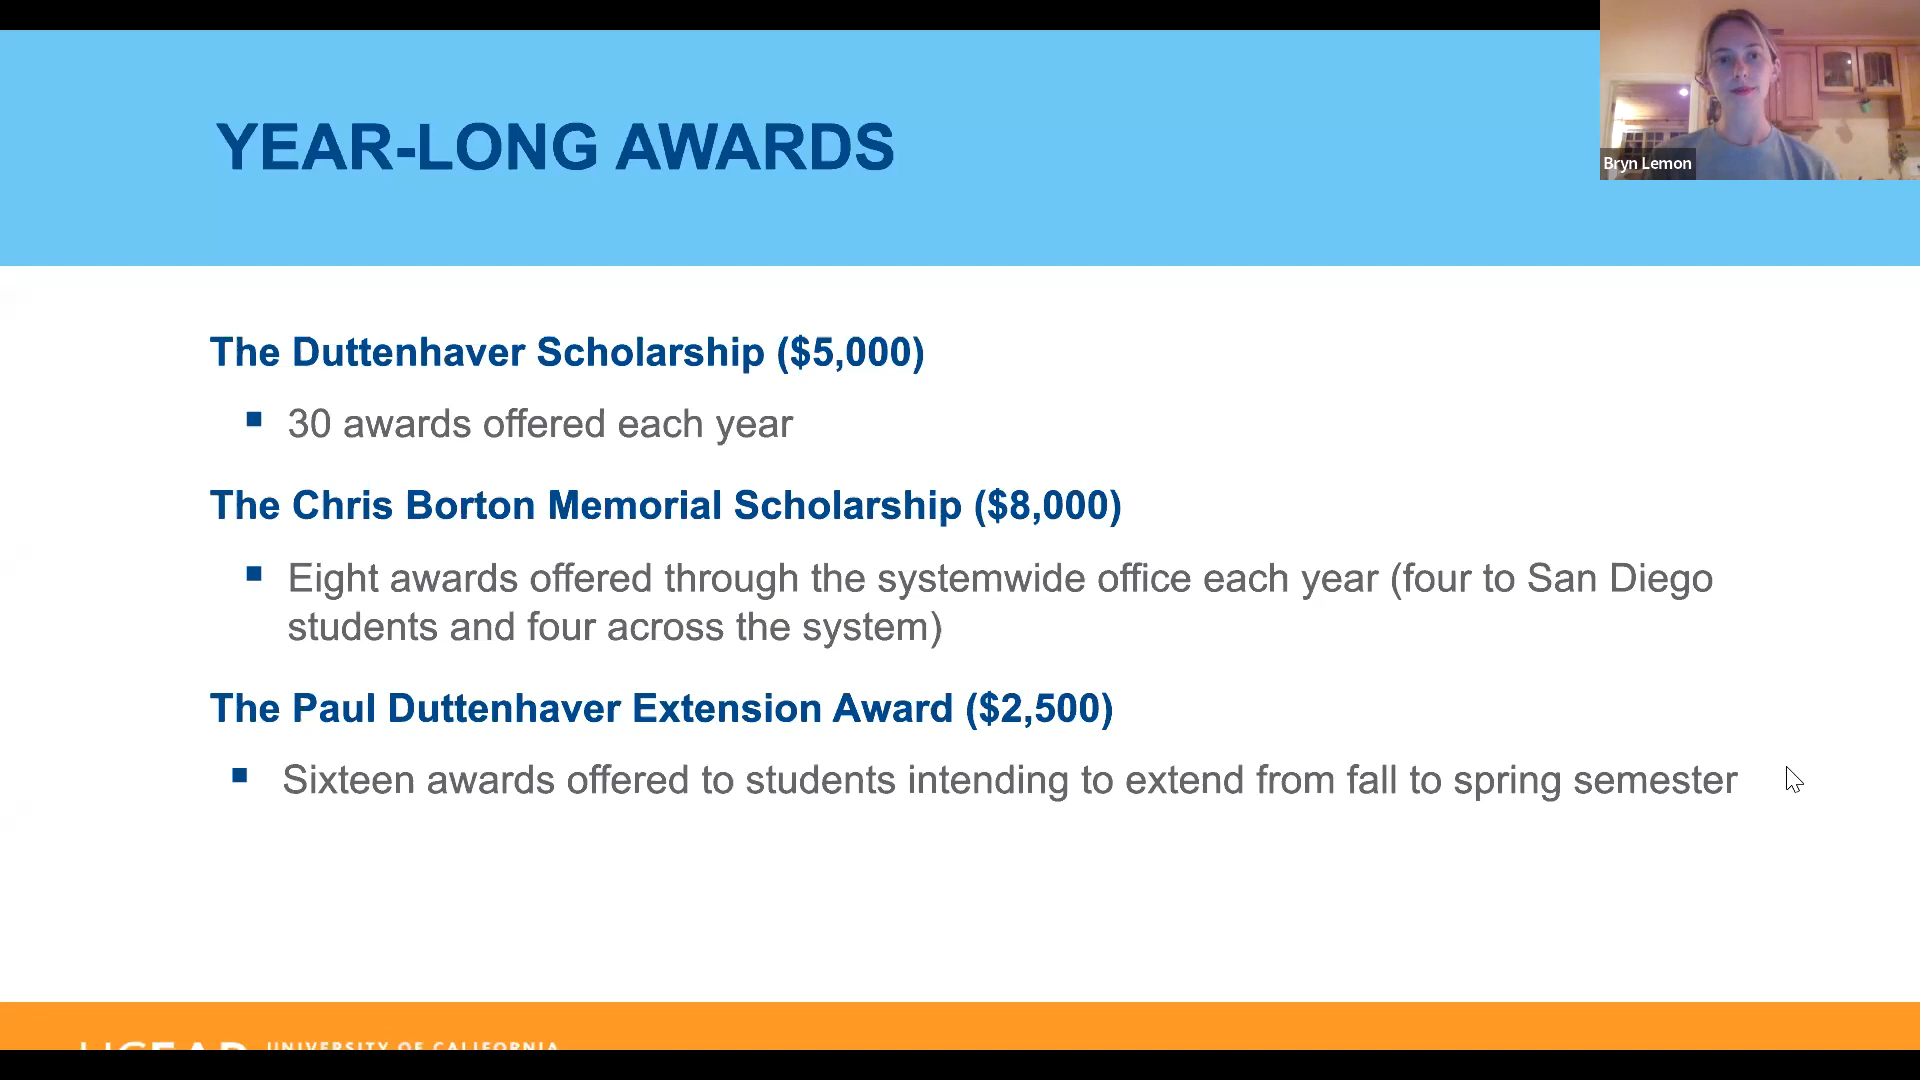 YEAR-LONG AWARDS
Bryn Lemon
The Duttenhaver Scholarship ($5,000)
30 awards offered each year
The Chris Borton Memorial Scholarship ($8,000)
Eight awards offered through the systemwide office each year (four to San Diego
students and four across the system)
The Paul Duttenhaver Extension Award ($2,500)
Sixteen awards offered to students intending to extend from fall to spring semester
UCEAP UNIVERSITY OF CALIFORNIA